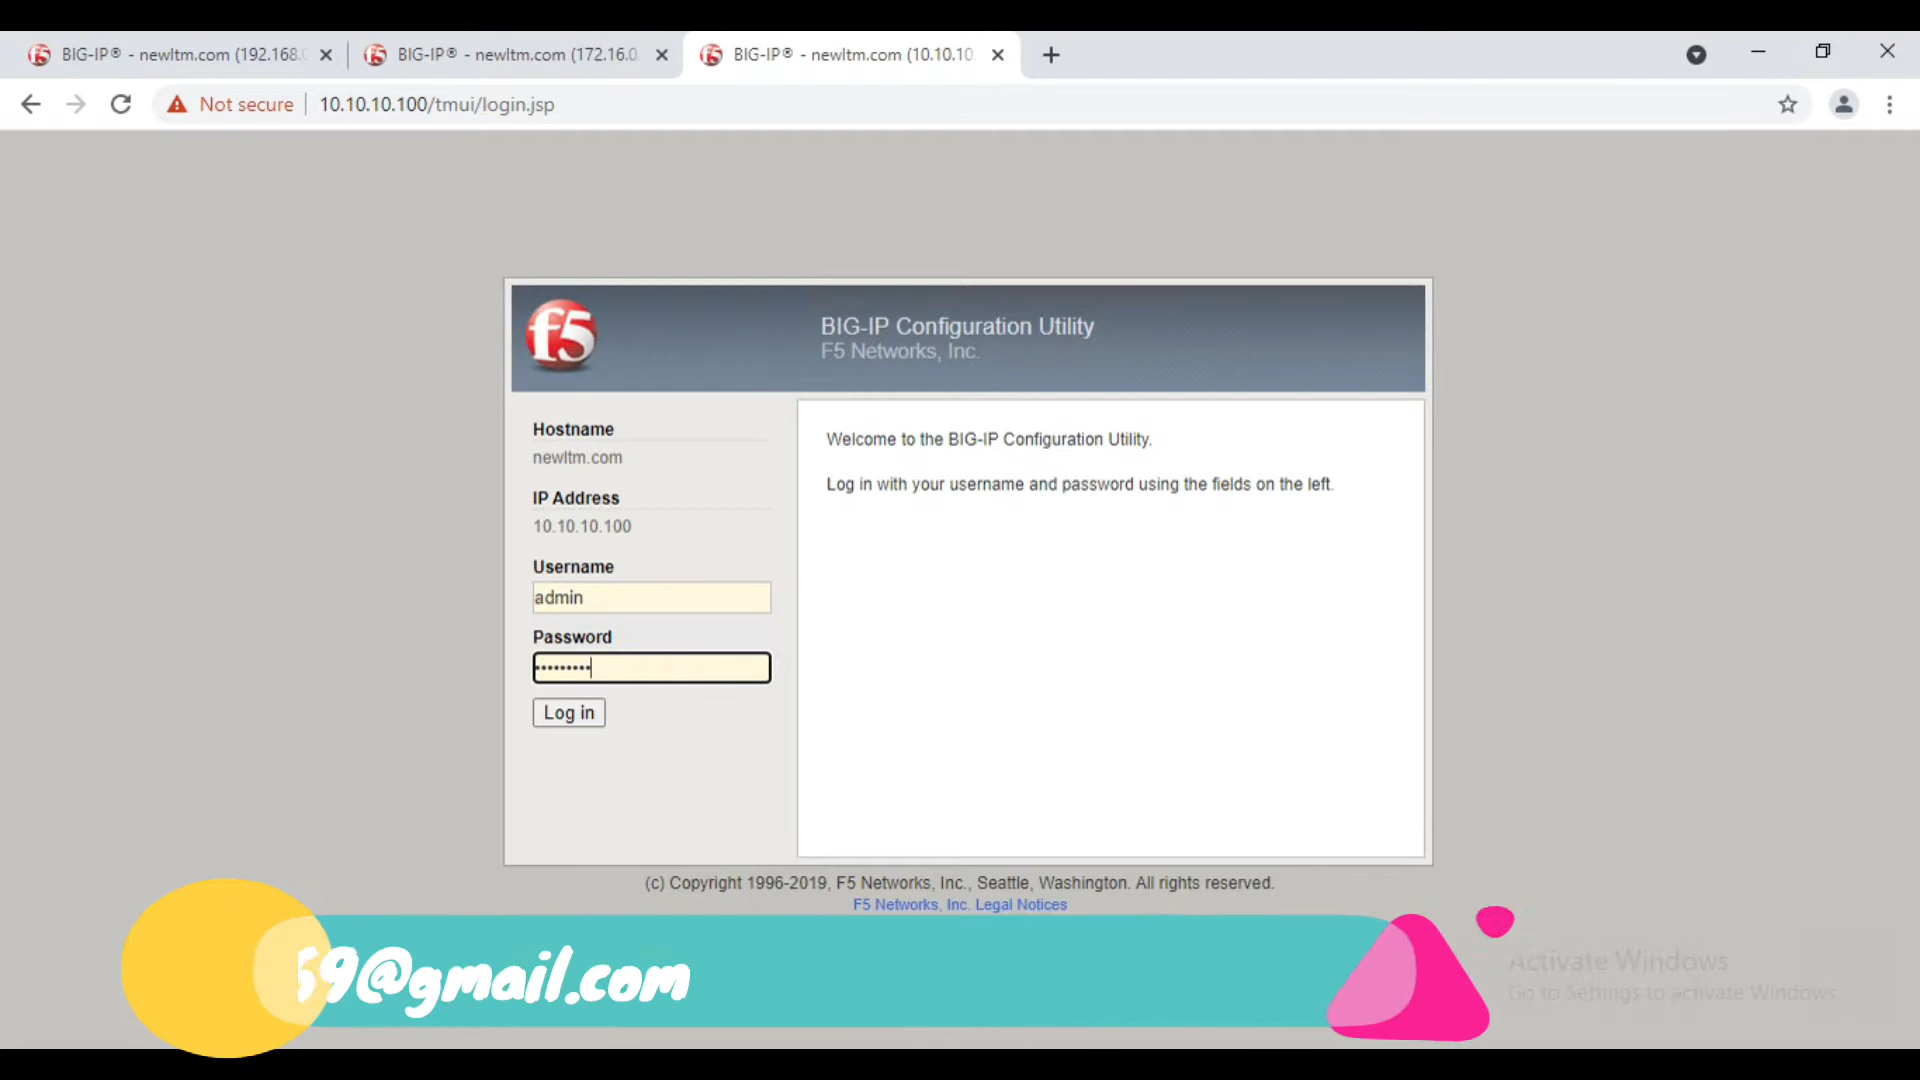 BIG-IP® - newltm.com (192.168.
BIG-IP® - newltm.com (172.16.0
BIG-IP® - newltm.com (10.10.10.
Not secure
10.10.10.100/tmui/login.jsp
f5
BIG-IP Configuration Utility
F5 Networks, Inc.
Hostname
newltm.com
IP Address
10.10.10.100
Username
admin
Password
Log in
Welcome to the BIG-IP Configuration Utility.
Log in with your username and password using the fields on the left.
(c) Copyright 1996-2019, F5 Networks, Inc., Seattle, Washington. All rights reserved.
F5 Networks, Inc. Legal Notices
59@gmail.com
Activate Windows
Go to Settings to activate Windows